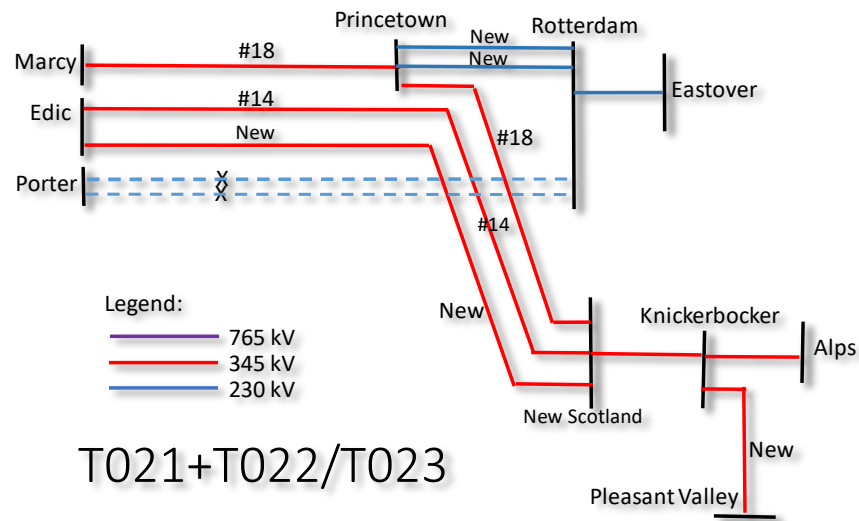 Princetown
Rotterdam
New
#18
New
Marcy
Eastover
#14
Edic
New
#18
X
Porter
X
#14
Legend:
New
Knickerbocker
765 kV
Alps
345 kV
230 kV
New Scotland
New
T021+T022/T023
Pleasant Valley